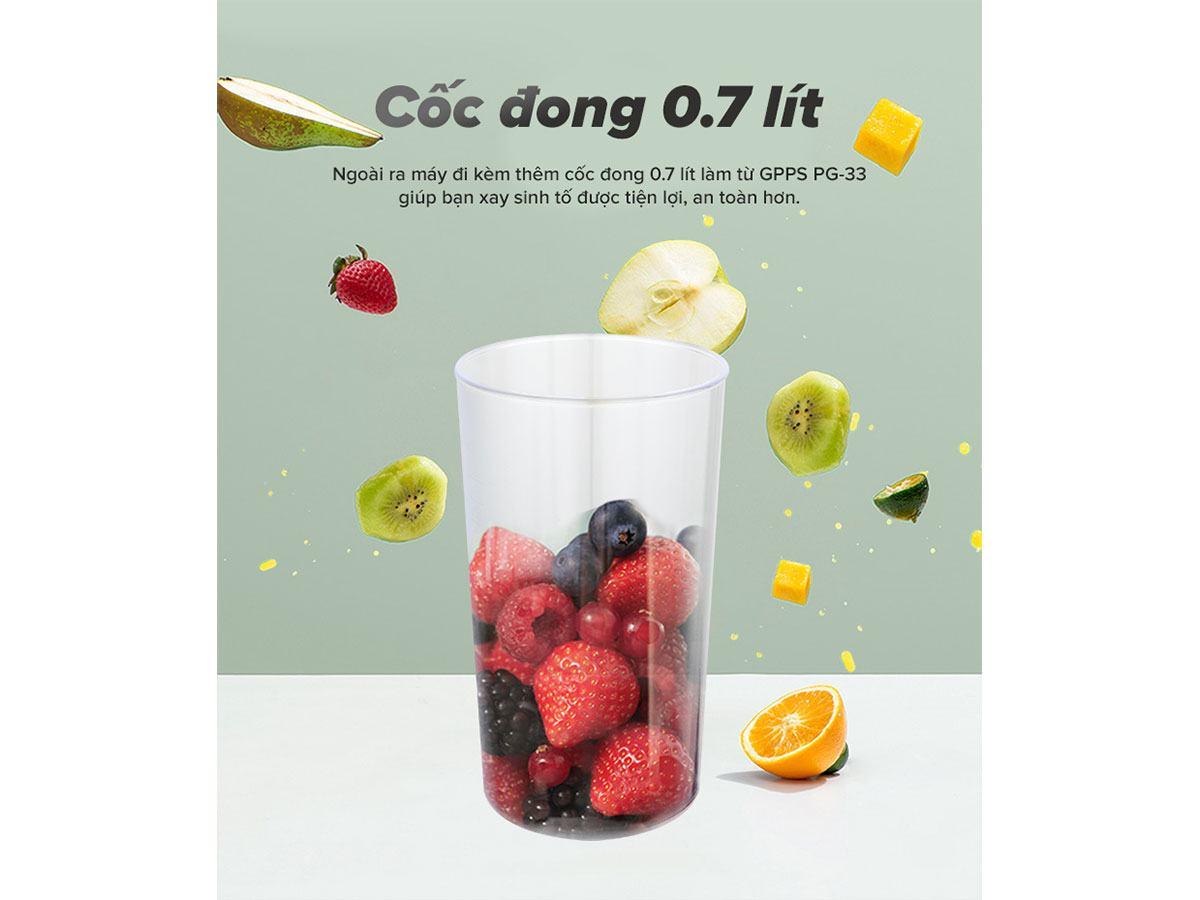 Cốc đong 0.7 lít
Ngoài ra máy đi kèm thêm cốc đong 0.7 lít làm từ GPPS PG-33
giúp bạn xay sinh tố được tiện lợi, an toàn hơn.